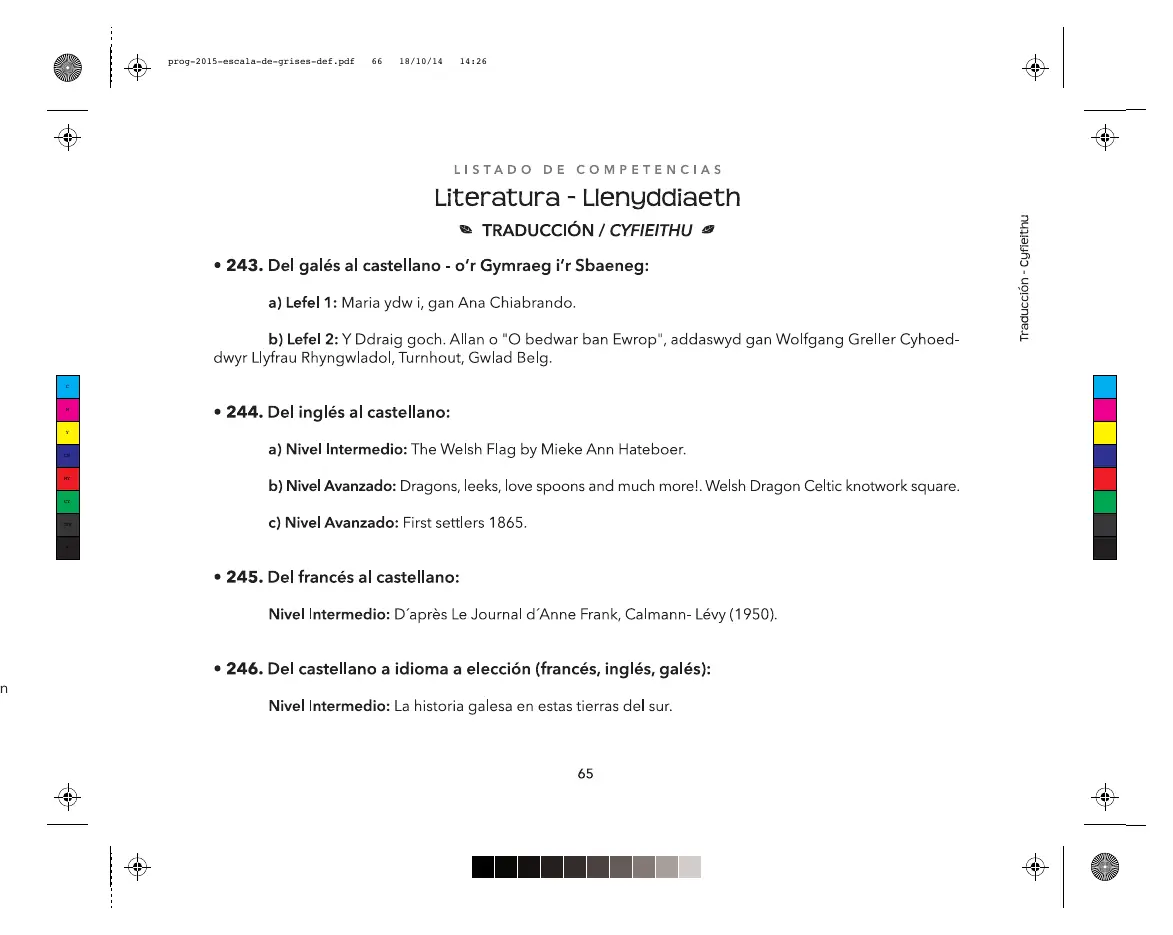 prog-2015-escala-de-grises-def.pdf 66 18/10/14 14:26
LISTADO DE COMPETENCIAS
Literatura - Llenyddiaeth
TRADUCCIÓN / CYFIEITHU
Traducción - Cyfieithu
• 243. Del galés al castellano - o’r Gymraeg i’r Sbaeneg:
a) Lefel 1: Maria ydw i, gan Ana Chiabrando.
b) Lefel 2: Y Ddraig goch. Allan o "O bedwar ban Ewrop", addaswyd gan Wolfgang Greller Cyhoed-
dwyr Llyfrau Rhyngwladol, Turnhout, Gwlad Belg.
• 244. Del inglés al castellano:
a) Nivel Intermedio: The Welsh Flag by Mieke Ann Hateboer.
b) Nivel Avanzado: Dragons, leeks, love spoons and much more!. Welsh Dragon Celtic knotwork square.
c) Nivel Avanzado: First settlers 1865.
• 245. Del francés al castellano:
Nivel Intermedio: D´après Le Journal d´Anne Frank, Calmann- Lévy (1950).
• 246. Del castellano a idioma a elección (francés, inglés, galés):
n
Nivel Intermedio: La historia galesa en estas tierras del sur.
65